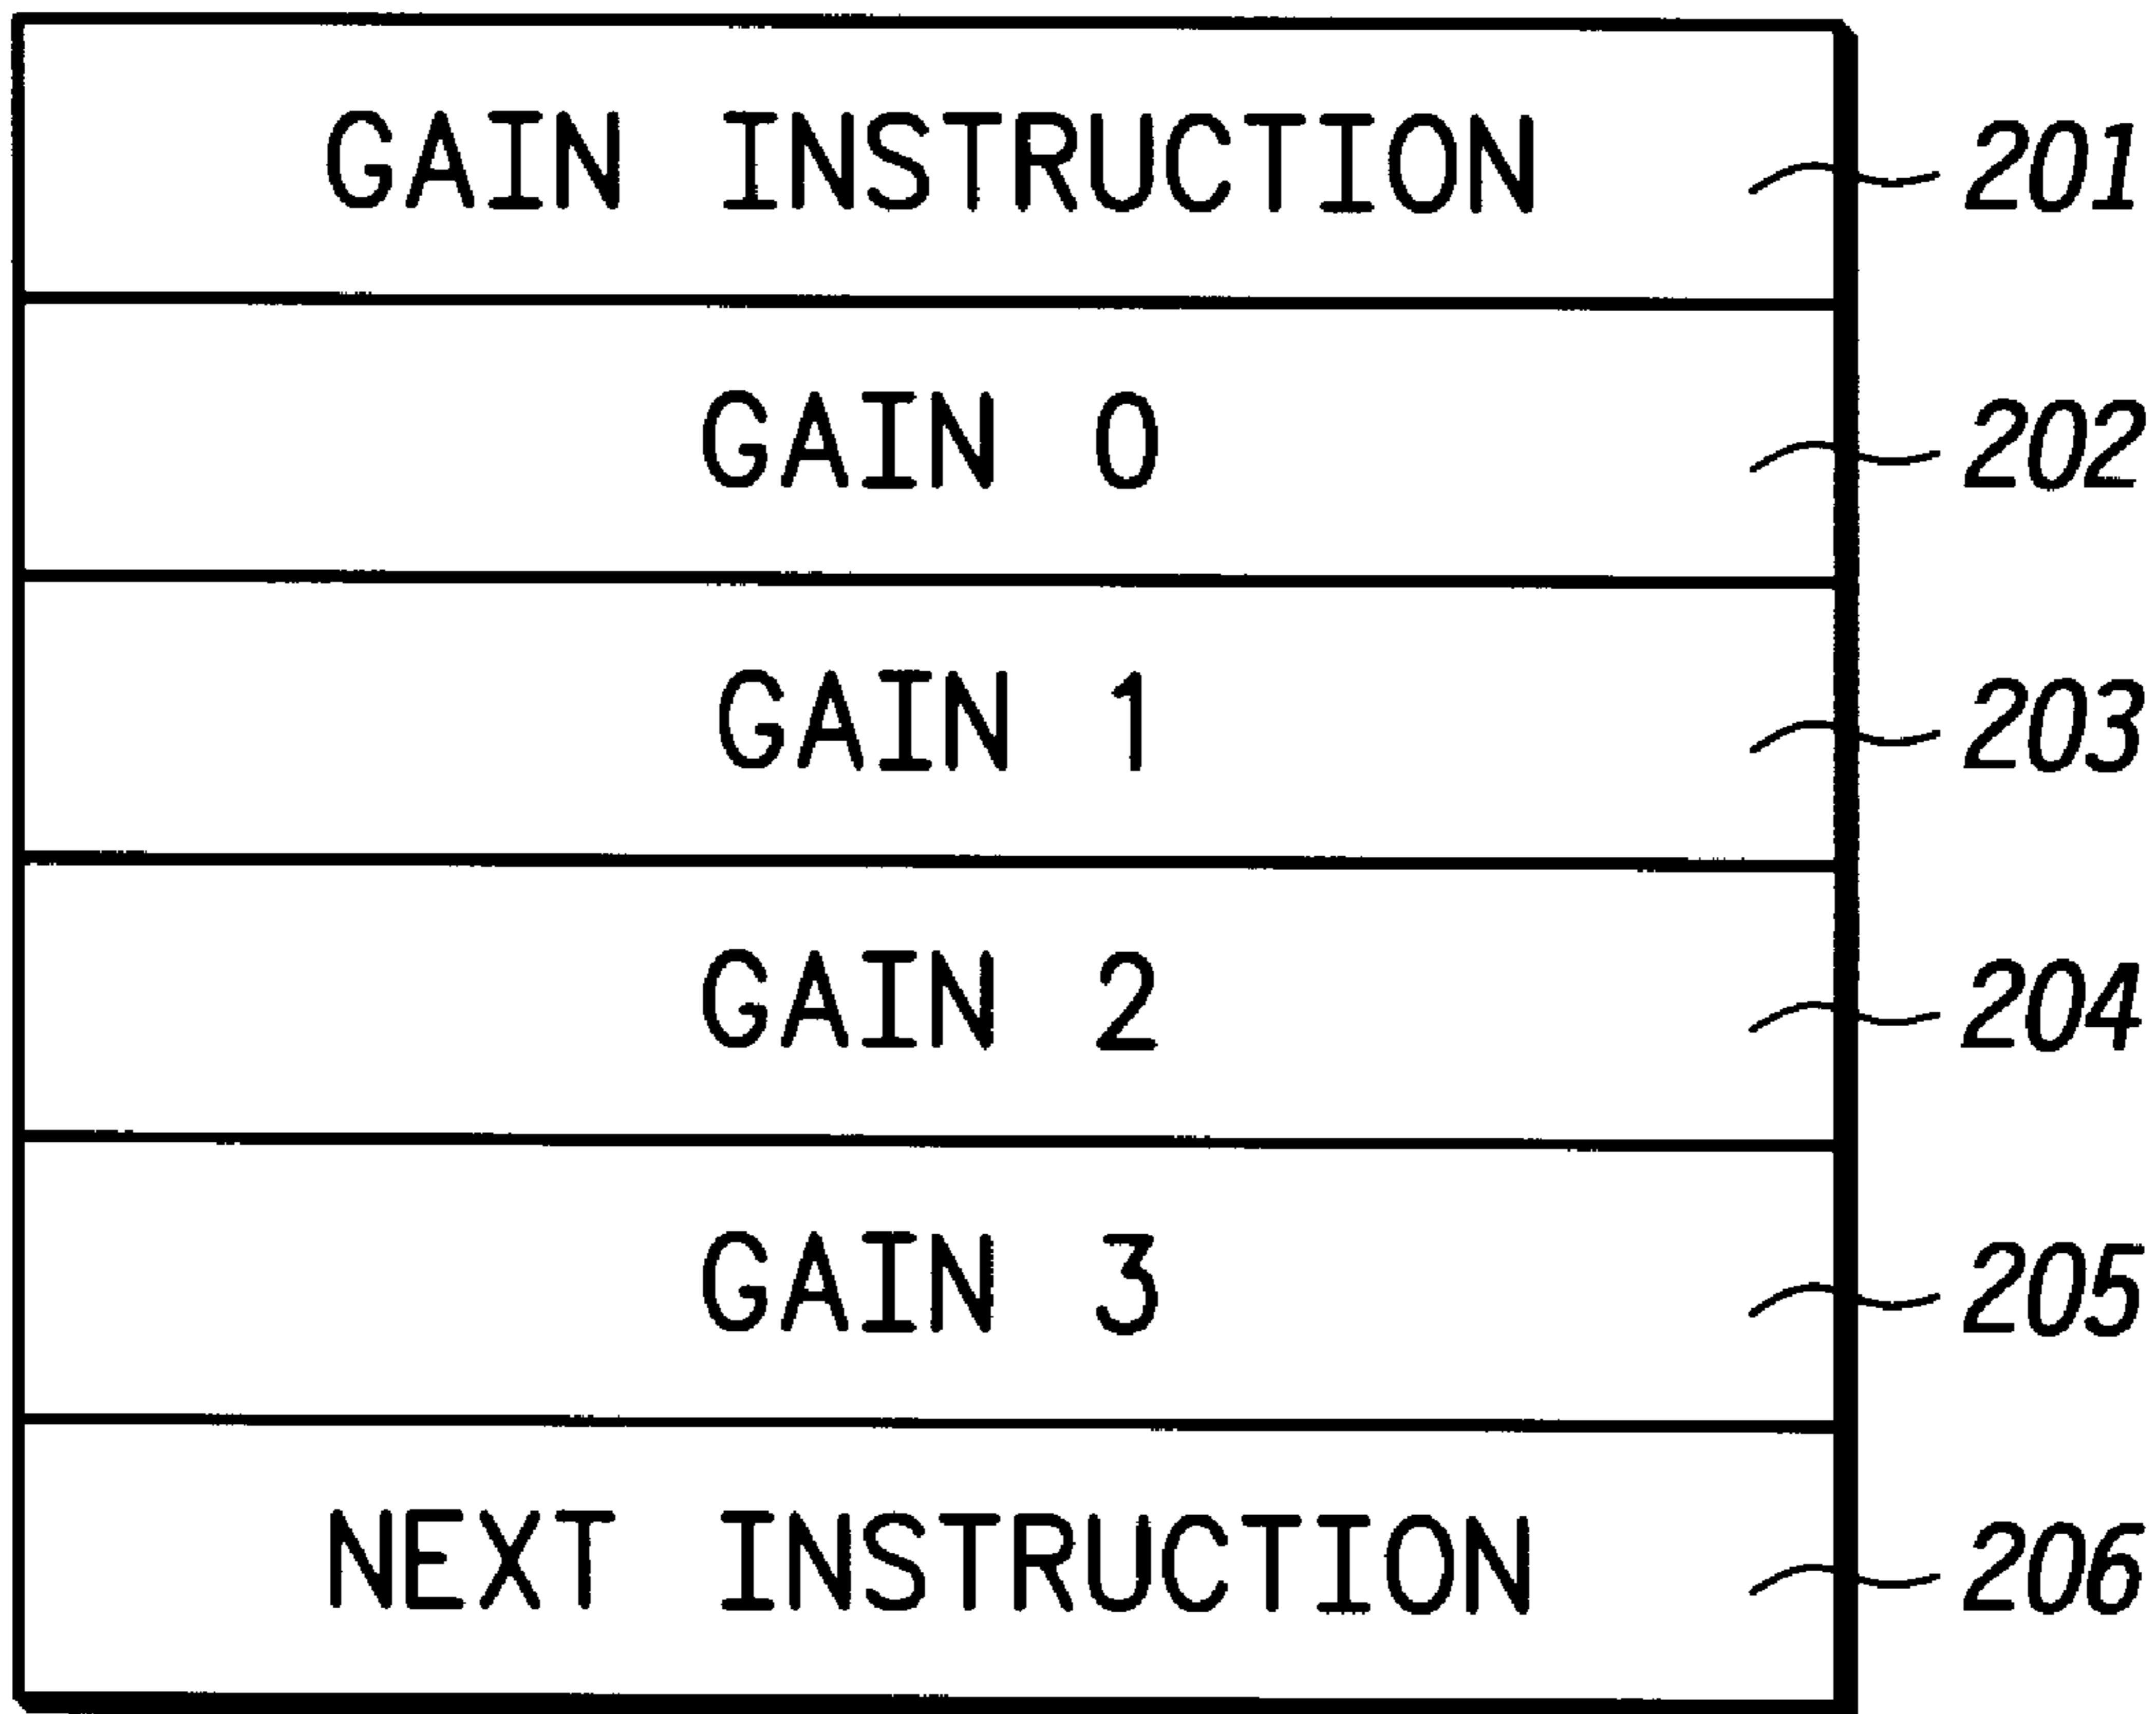 GAIN INSTRUCTION 201
GAIN 0 202
GAIN 1 203
GAIN 2 204
GAIN 3 205
NEXT INSTRUCTION 206